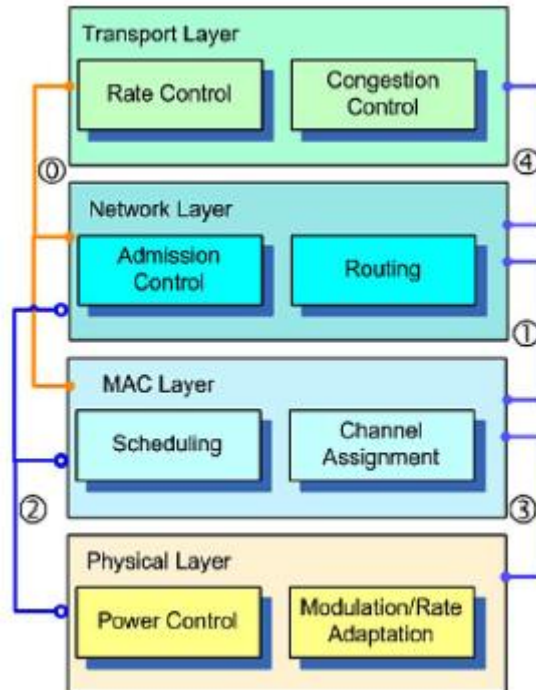 Transport Layer
Rate Control
Congestion
Control
⓪
④
Network Layer
Admission
Control
Routing
①
MAC Layer
Scheduling
Channel
Assignment
②
③
Physical Layer
Power Control
Modulation/Rate
Adaptation